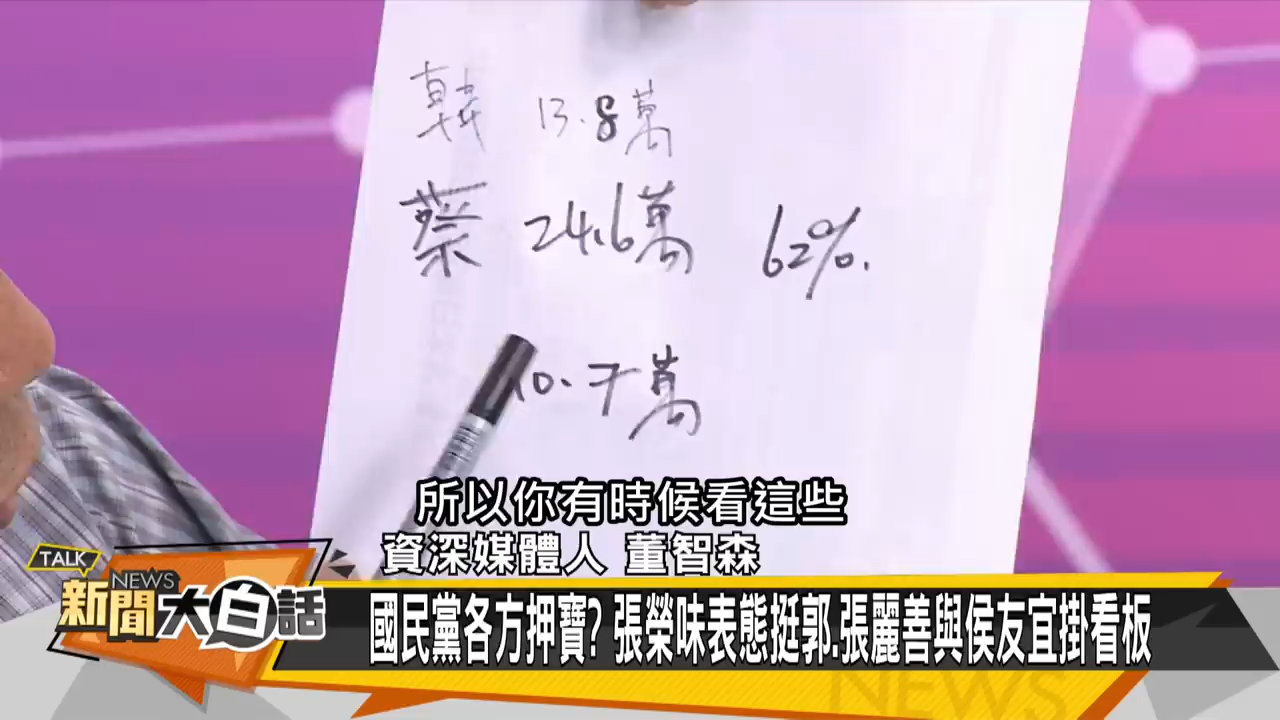 韓 13.8萬
蔡 24.6萬 62%.
10.7萬
所以你有時候看這些
資深媒體人 董智森
TALK
NEWS
新聞大白話
國民黨各方押寶? 張榮味表態挺郭.張麗善與侯友宜掛看板
NEWS